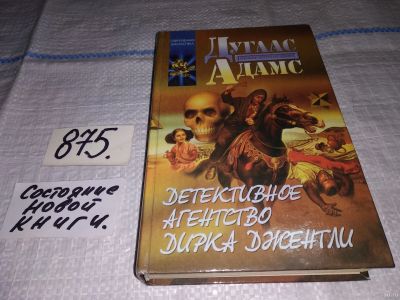 875.
Состояние
новой
книги.
Дуглас
Адамс
ДЕТЕКТИВНОЕ
АГЕНТСТВО
ДИРКА ДЖЕНТЛИ